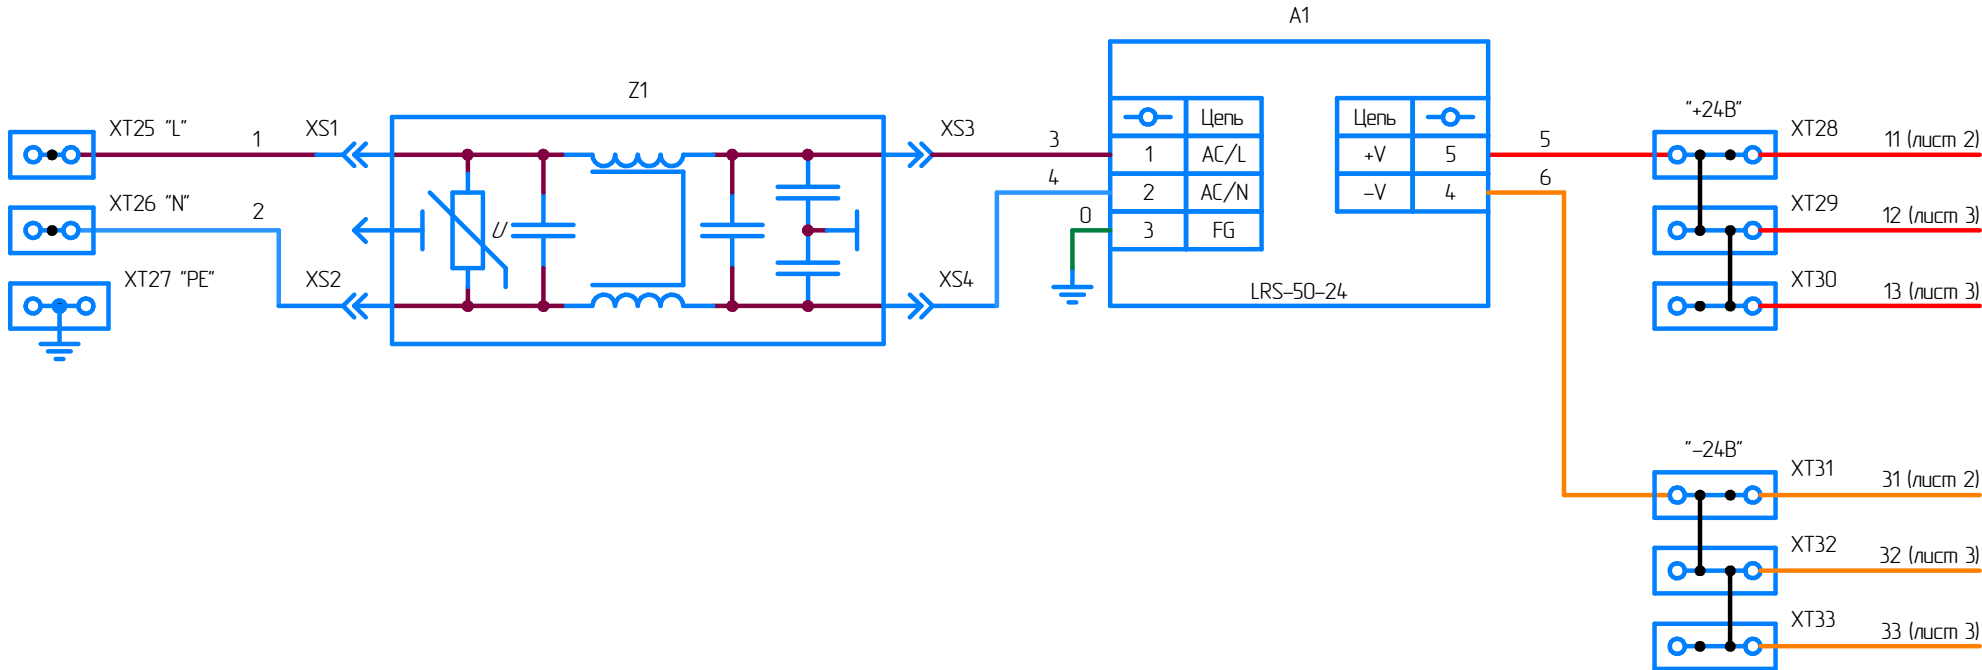 A1
Z1
XT25 "L"
1
XS1
XS3
3
Цепь
1 AC/L
2 AC/N
3 FG
Цепь
+V 5
−V 4
LRS−50−24
5
6
"+24В"
XT28
11 (лист 2)
XT26 "N"
2
U
4
0
XT29
12 (лист 3)
XT27 "PE"
XS2
XS4
XT30
13 (лист 3)
"−24В"
XT31
31 (лист 2)
XT32
32 (лист 3)
XT33
33 (лист 3)